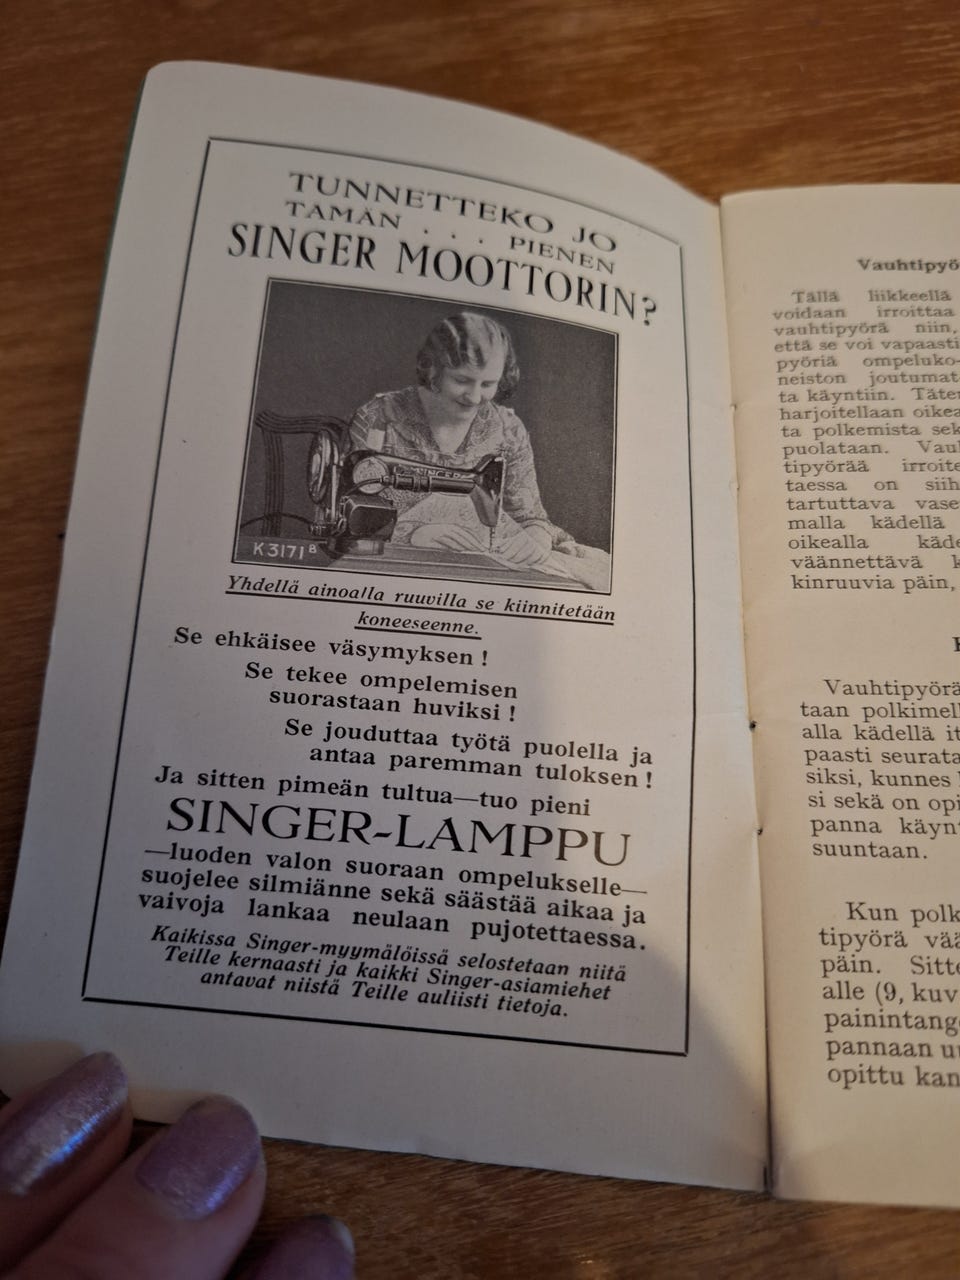 TUNNETTEKO JO
TÄMÄN . . . PIENEN
SINGER MOOTTORIN?
SINGER
K3171 B
Yhdellä ainoalla ruuvilla se kiinnitetään
koneeseenne.
Se ehkäisee väsymyksen !
Se tekee ompelemisen
suorastaan huviksi !
Se jouduttaa työtä puolella ja
antaa paremman tuloksen !
Ja sitten pimeän tultua—tuo pieni
SINGER-LAMPPU
—luoden valon suoraan ompelukselle—
suojelee silmiänne sekä säästää aikaa ja
vaivoja lankaa neulaan pujotettaessa.
Kaikissa Singer-myymälöissä selostetaan niitä
Teille kernaasti ja kaikki Singer-asiamiehet
antavat niistä Teille auliisti tietoja.
Vauhtipyö
Tällä liikkeellä
voidaan irroittaa
vauhtipyörä niin,
että se voi vapaasti
pyöriä ompeluko-
neiston joutumat
ta käyntiin. Täten
harjoitellaan oikea
ta polkemista sek
puolataan. Vau
tipyörää irroite
taessa on siih
tartuttava vase
malla kädellä
oikealla käde
väännettävä k
kinruuvia päin,
Vauhtipyörä
taan polkimell
alla kädellä it
paasti seurata
siksi, kunnes
si sekä on opi
panna käyn
suuntaan.
Kun polk
tipyörä vää
päin. Sitte
alle (9, kuv
painintang
pannaan u
opittu kan